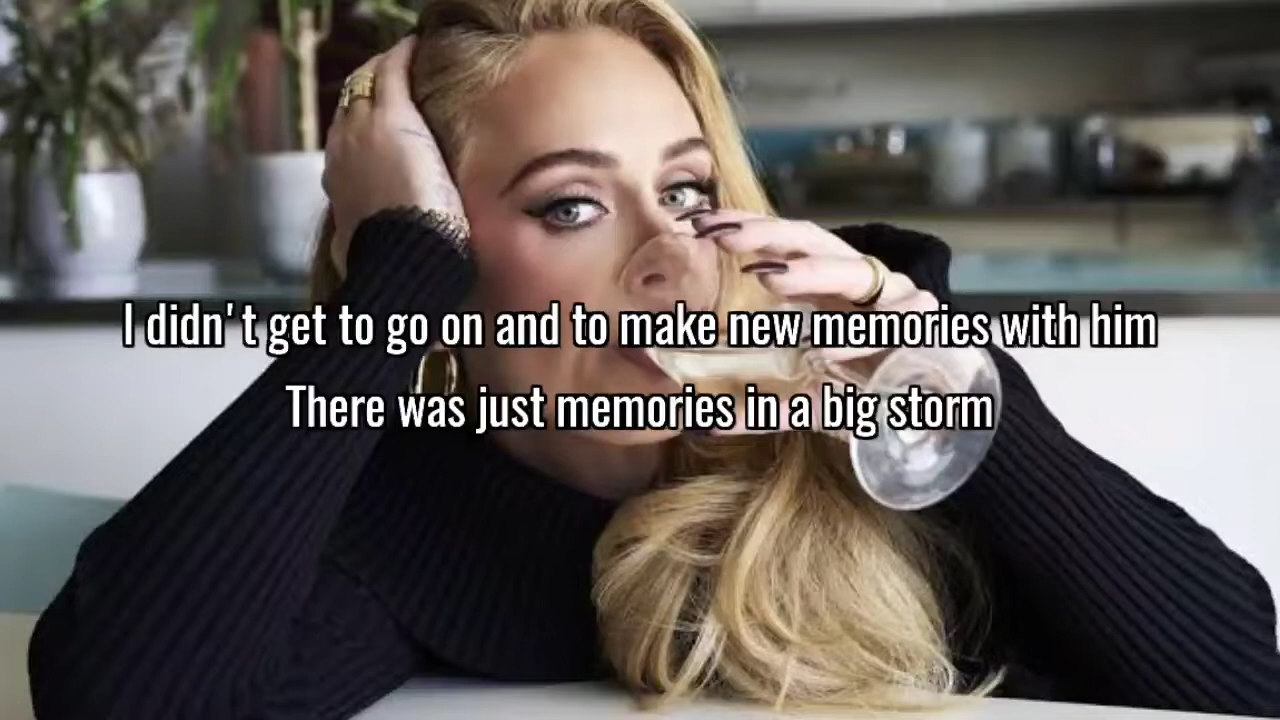 I didn't get to go on and to make new memories with him
There was just memories in a big storm